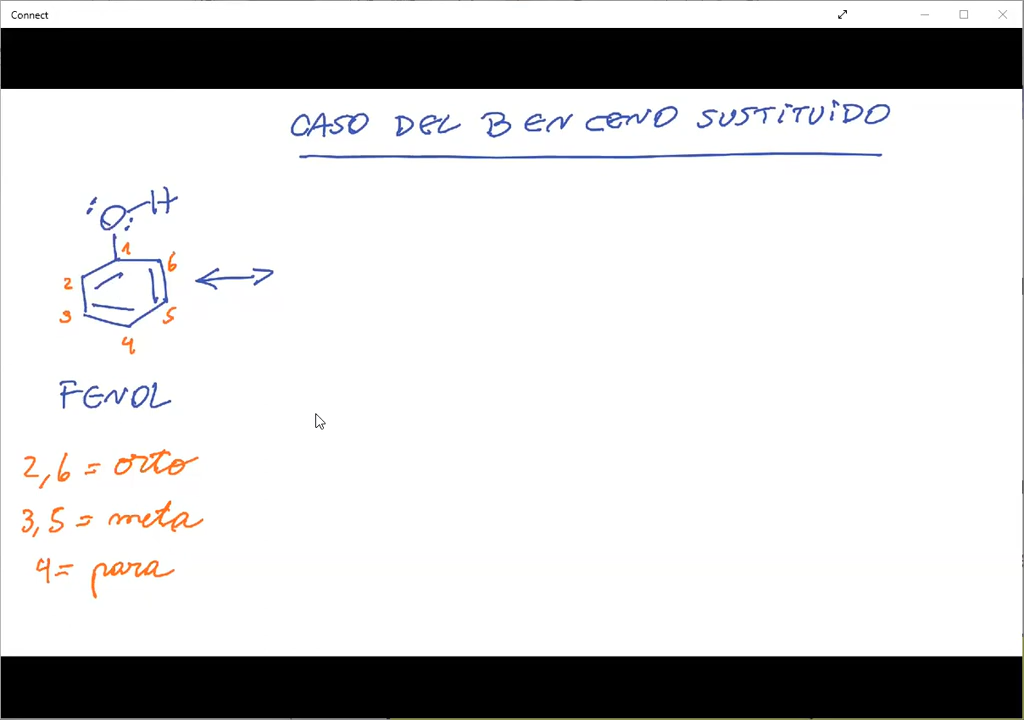 Connect
CASO DEL BENCENO SUSTITUIDO
:O-H
:
1
6
2
3
5
4
FENOL
2,6 = orto
3,5 = meta
4 = para